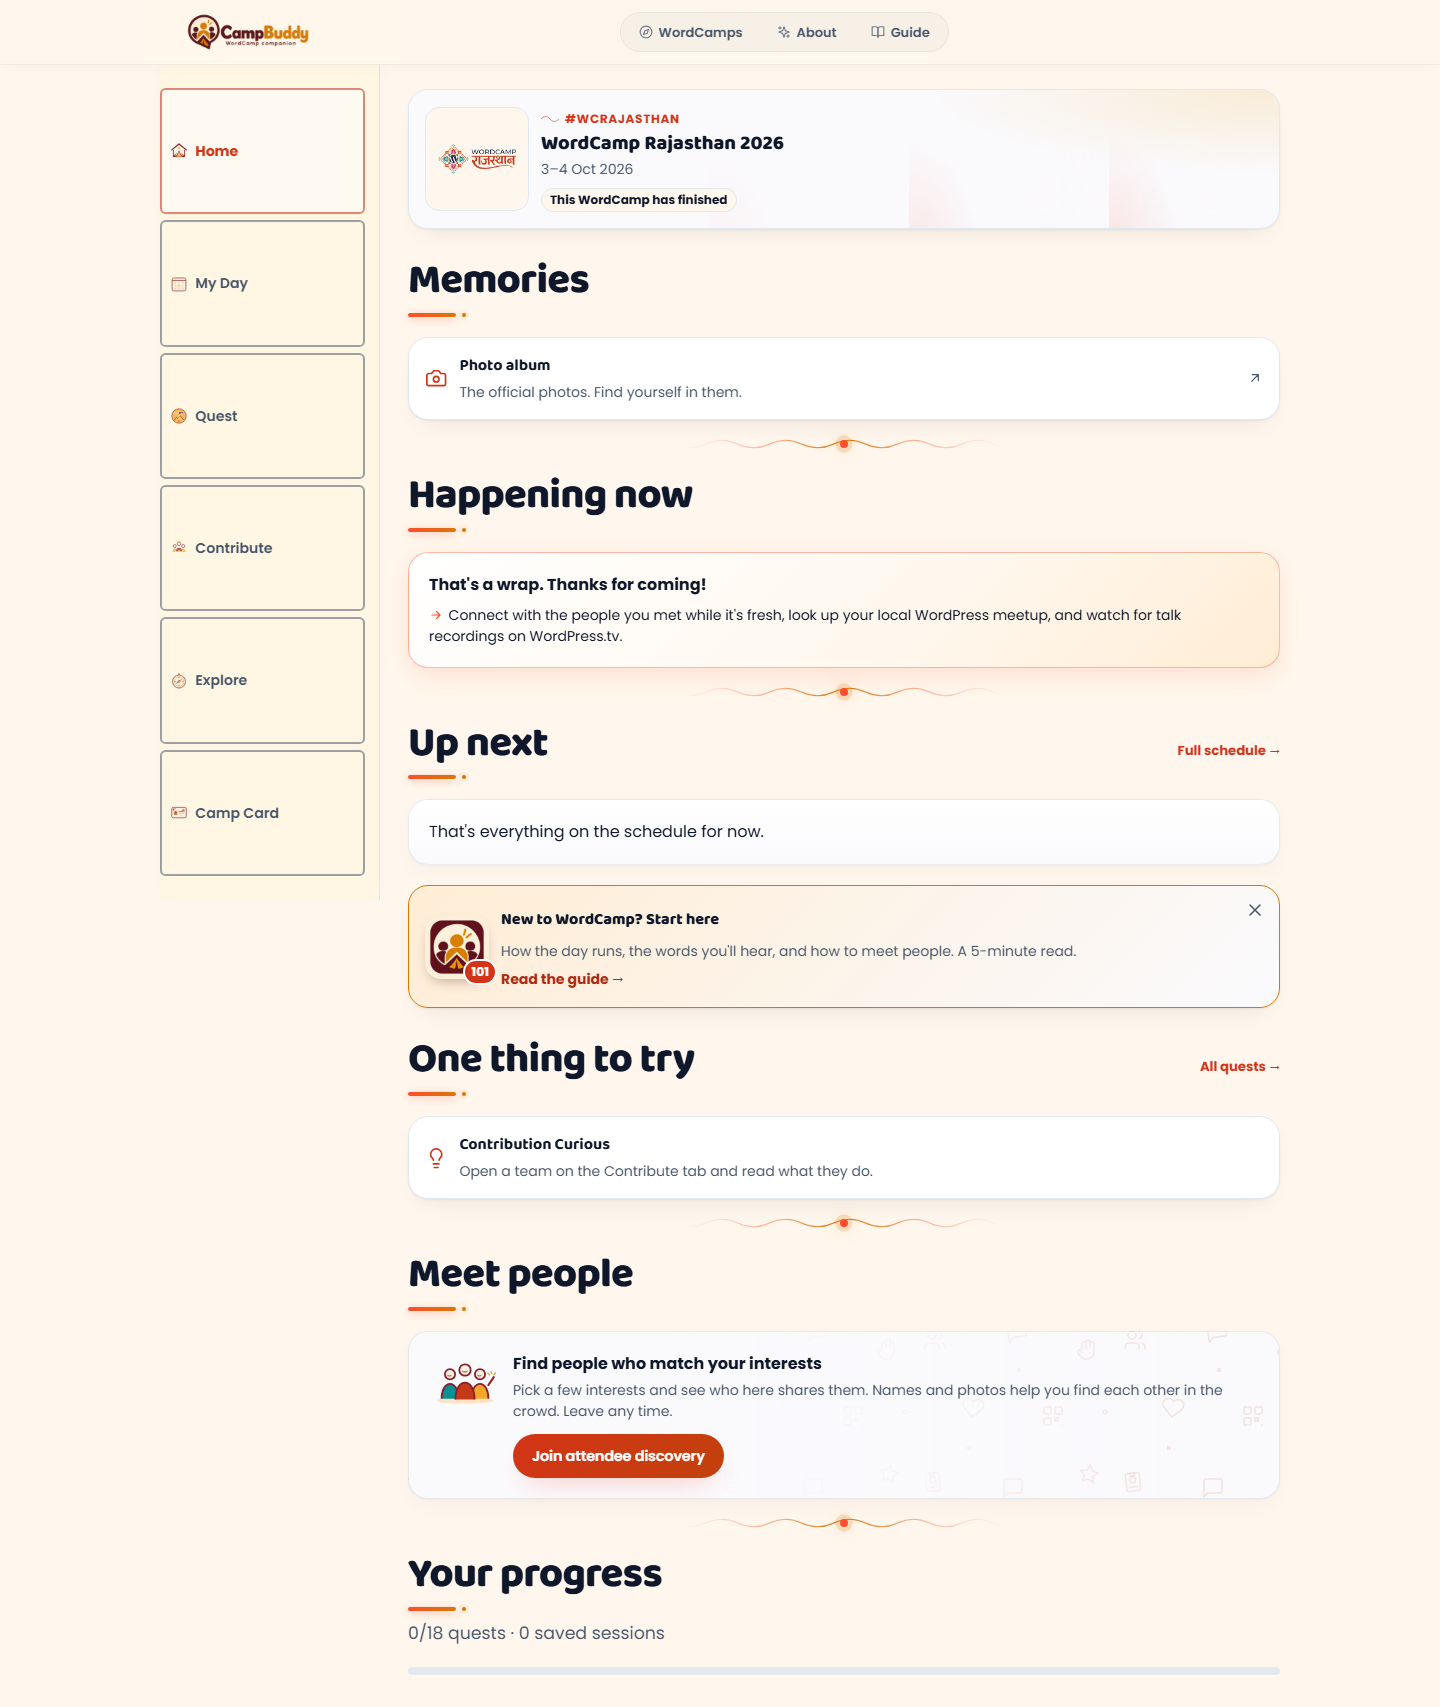 CampBuddy
WordCamp companion
WordCamps
About
Guide
Home
My Day
Quest
Contribute
Explore
Camp Card
WORDCAMP
राजस्थान
#WCRAJASTHAN
WordCamp Rajasthan 2026
3–4 Oct 2026
This WordCamp has finished
Memories
Photo album
The official photos. Find yourself in them.
Happening now
That's a wrap. Thanks for coming!
→ Connect with the people you met while it's fresh, look up your local WordPress meetup, and watch for talk
recordings on WordPress.tv.
Up next
Full schedule →
That's everything on the schedule for now.
New to WordCamp? Start here
How the day runs, the words you'll hear, and how to meet people. A 5-minute read.
101
Read the guide →
One thing to try
All quests →
Contribution Curious
Open a team on the Contribute tab and read what they do.
Meet people
Find people who match your interests
Pick a few interests and see who here shares them. Names and photos help you find each other in the
crowd. Leave any time.
Join attendee discovery
Your progress
0/18 quests · 0 saved sessions